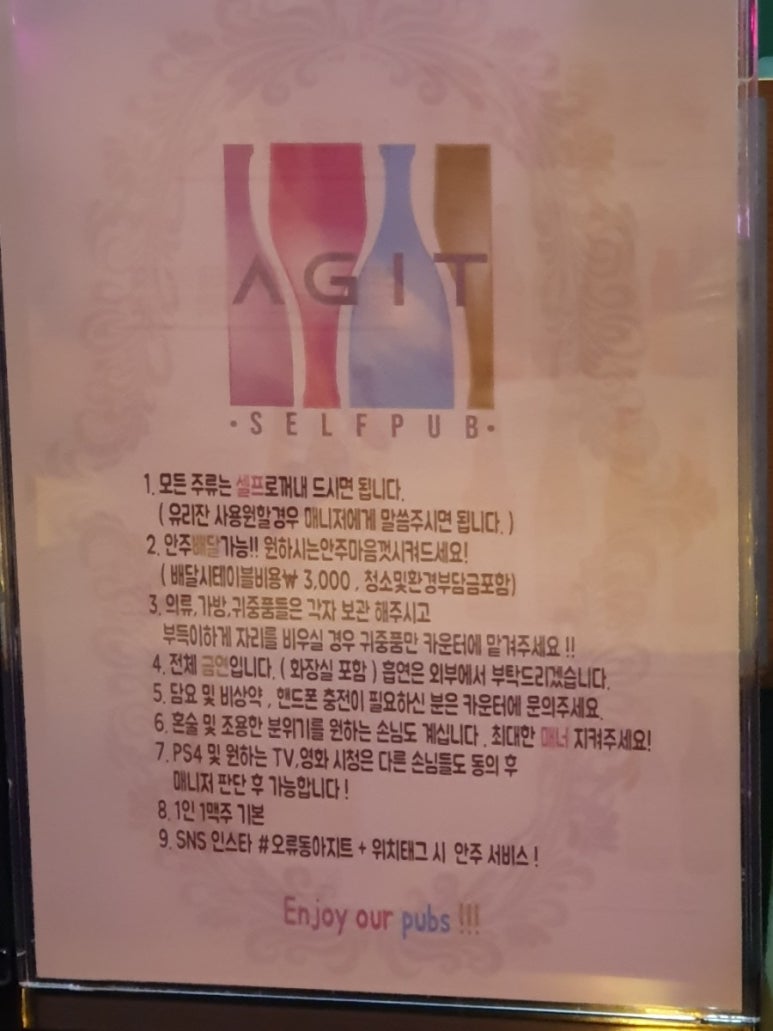 AGIT
·SELFPUB·
1. 모든 주류는 셀프로꺼내 드시면 됩니다.
( 유리잔 사용원할경우 매니저에게 말씀주시면 됩니다. )
2. 안주배달가능!! 원하시는안주마음껏시켜드세요!
( 배달시테이블비용₩ 3,000 , 청소및환경부담금포함)
3. 의류,가방,귀중품들은 각자 보관 해주시고
부득이하게 자리를 비우실 경우 귀중품만 카운터에 맡겨주세요 !!
4. 전체 금연입니다. ( 화장실 포함 ) 흡연은 외부에서 부탁드리겠습니다.
5. 담요 및 비상약 , 핸드폰 충전이 필요하신 분은 카운터에 문의주세요.
6. 혼술 및 조용한 분위기를 원하는 손님도 계십니다 . 최대한 매너 지켜주세요!
7. PS4 및 원하는 TV,영화 시청은 다른 손님들도 동의 후
매니저 판단 후 가능합니다 !
8. 1인 1맥주 기본
9. SNS 인스타 #오류동아지트 + 위치태그 시 안주 서비스 !
Enjoy our pubs !!!